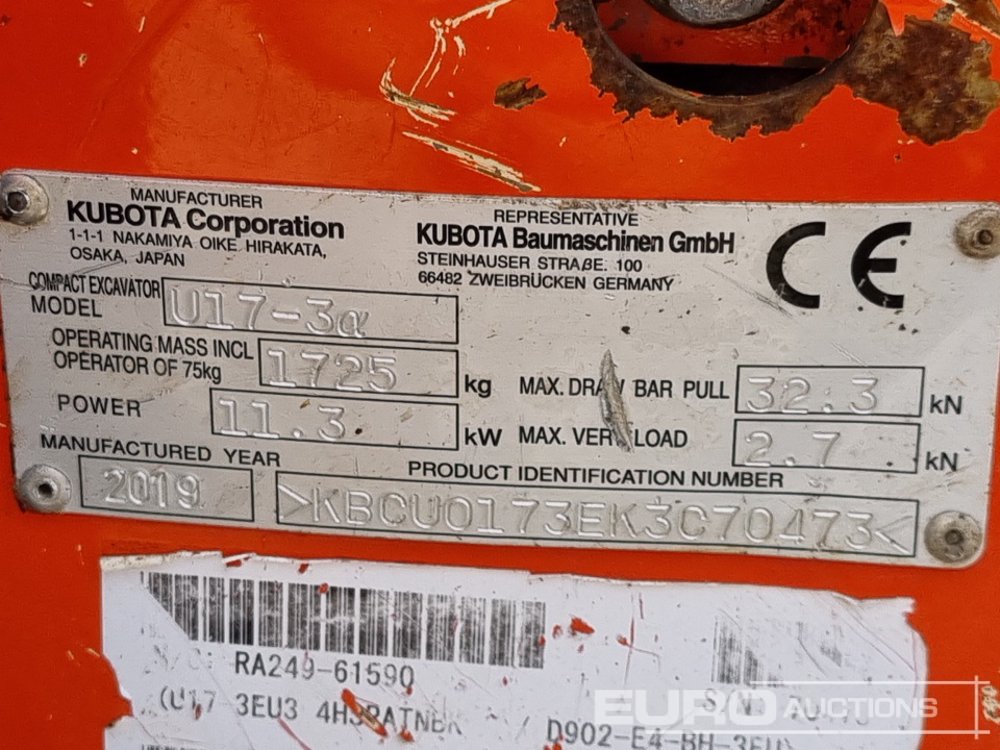 MANUFACTURER
KUBOTA Corporation
1-1-1 NAKAMIYA OIKE HIRAKATA,
OSAKA, JAPAN
REPRESENTATIVE
KUBOTA Baumaschinen GmbH
STEINHAUSER STRAßE. 100
66482 ZWEIBRÜCKEN GERMANY
CE
COMPACT EXCAVATOR
MODEL U17-3α
OPERATING MASS INCL
OPERATOR OF 75kg 1725 kg
MAX. DRAW BAR PULL 32.3 kN
POWER 11.3 kW
MAX. VER LOAD 2.7 kN
MANUFACTURED YEAR
2019
PRODUCT IDENTIFICATION NUMBER
>KBCU0173EK3C70473<
RA249-61590
(U17 3EU3
D902-E4-BH-3EU)
EURO AUCTIONS